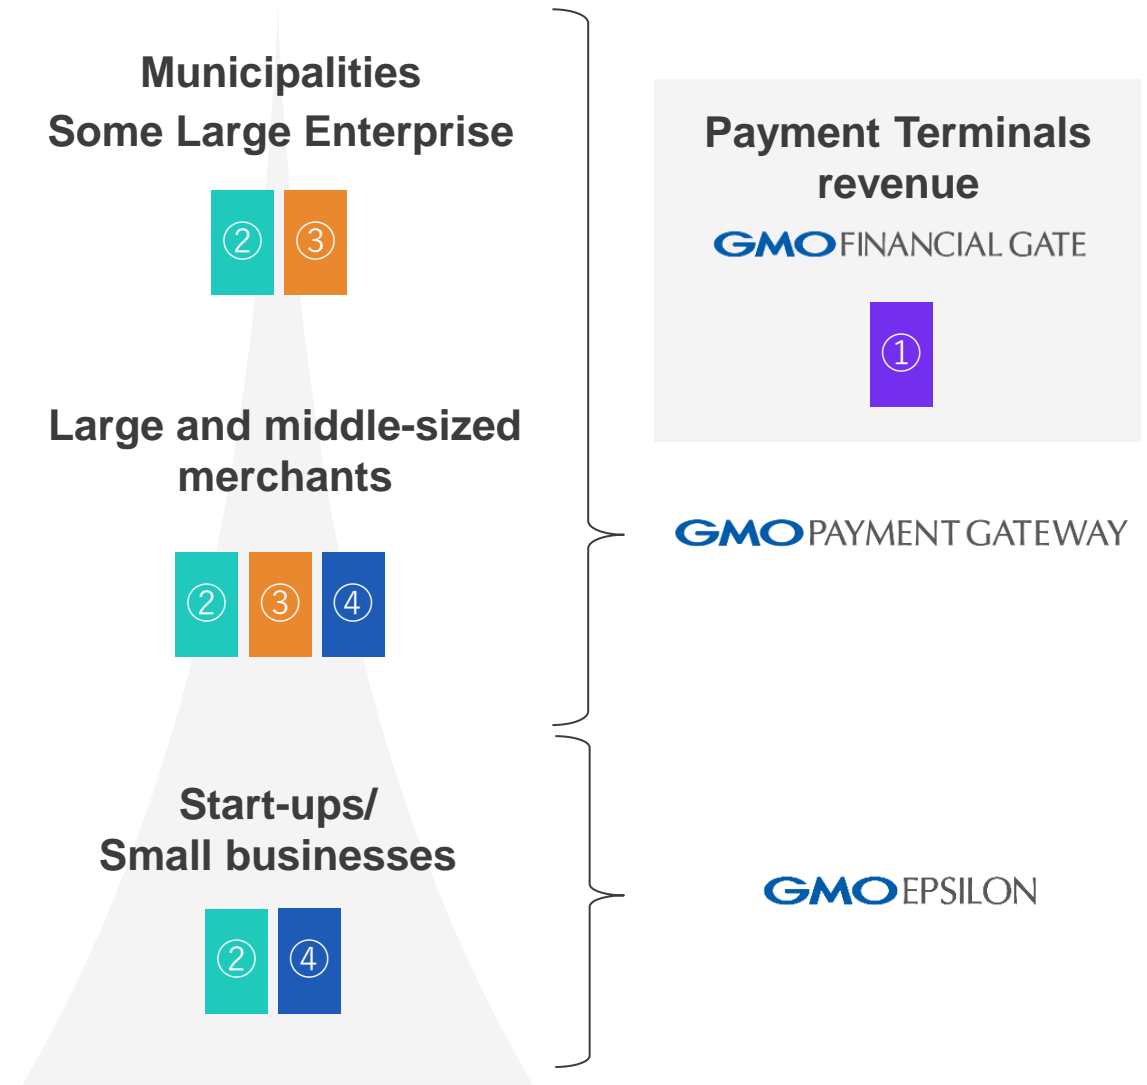 Municipalities
Some Large Enterprise
② ③
Large and middle-sized
merchants
② ③ ④
Start-ups/
Small businesses
② ④
Payment Terminals
revenue
GMO FINANCIAL GATE
①
GMO PAYMENT GATEWAY
GMO EPSILON